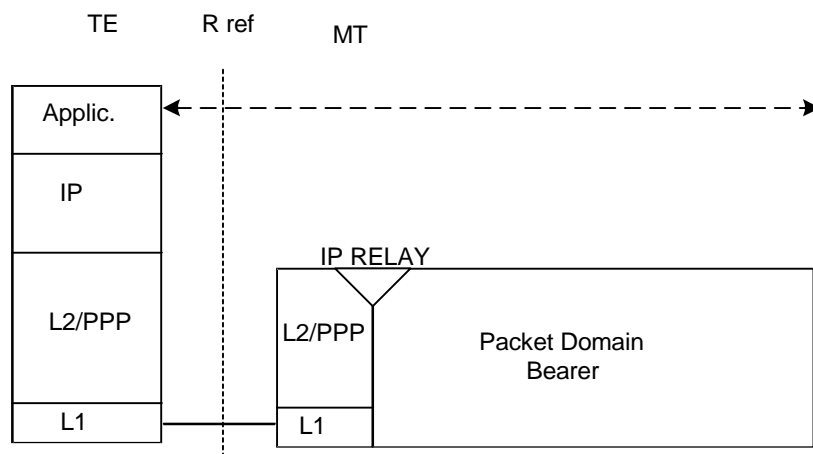 TE
R ref
MT
Applic.
IP
IP RELAY
L2/PPP
L2/PPP
Packet Domain
Bearer
L1
L1